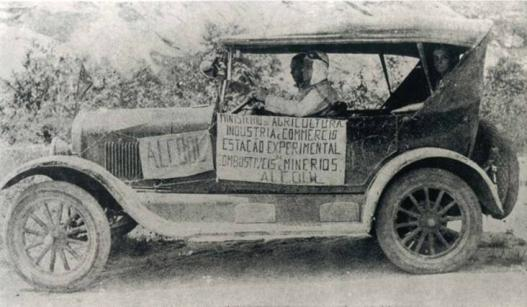 ALCOOL
MINISTERIO DA AGRICULTURA
INDUSTRIA E COMMERCIO
ESTAÇÃO EXPERIMENTAL
COMBUSTIVEIS E MINERIOS
ALCOOL